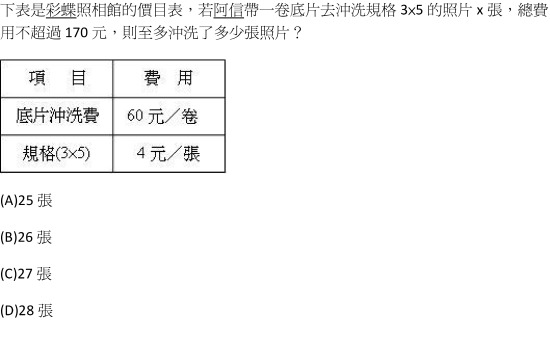 下表是彩蝶照相館的價目表，若阿信帶一卷底片去沖洗規格 3×5 的照片 x 張，總費
用不超過 170 元，則至多沖洗了多少張照片？
項 目 費 用
底片沖洗費 60 元／卷
規格(3×5) 4 元／張
(A)25 張
(B)26 張
(C)27 張
(D)28 張